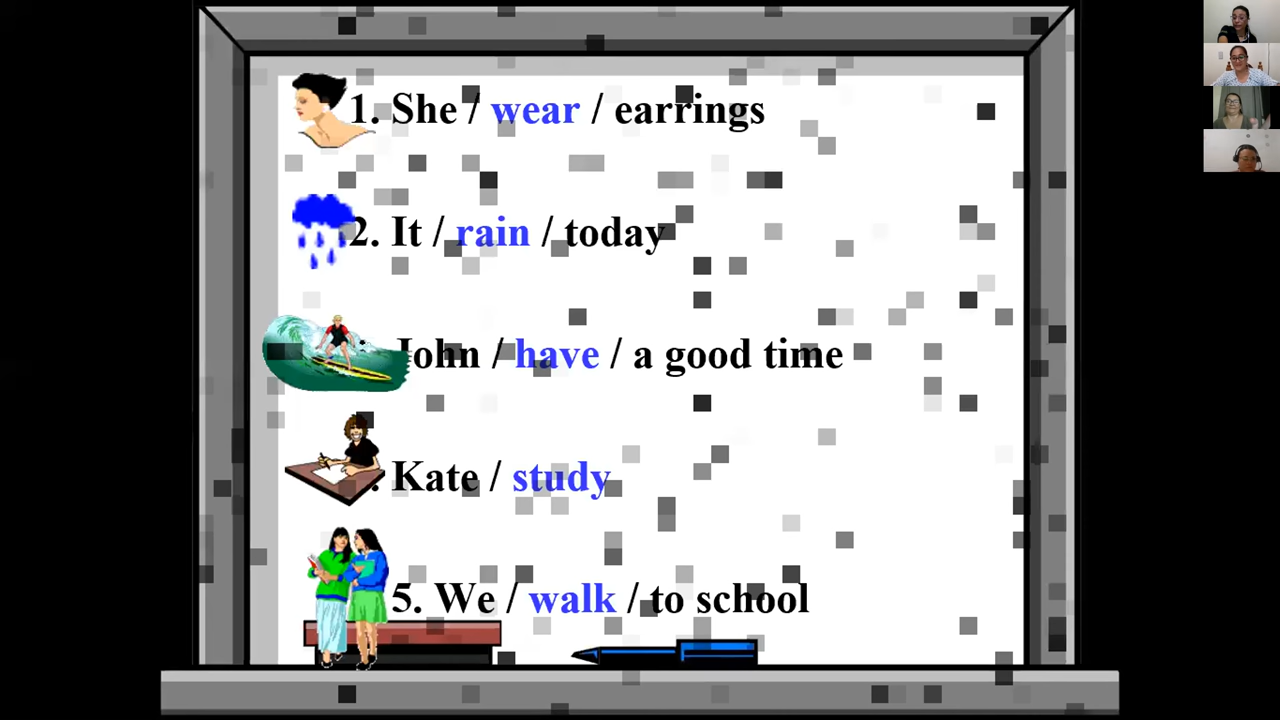 1. She / wear / earrings
2. It / rain / today
John / have / a good time
Kate / study
5. We / walk / to school